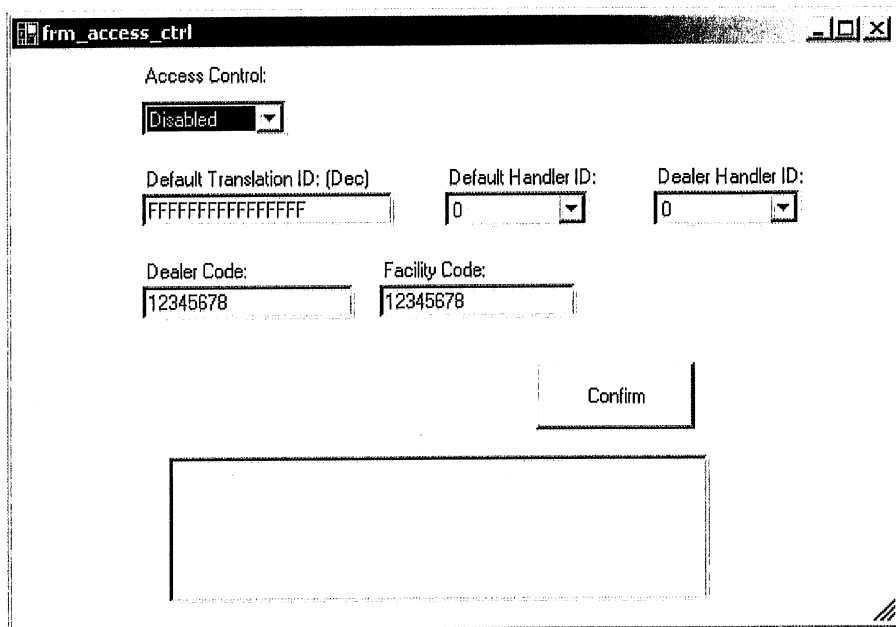 frm_access_ctrl
Access Control:
Disabled
Default Translation ID: (Dec) Default Handler ID: Dealer Handler ID:
FFFFFFFFFFFFFFFF 0 0
Dealer Code: Facility Code:
12345678 12345678
Confirm